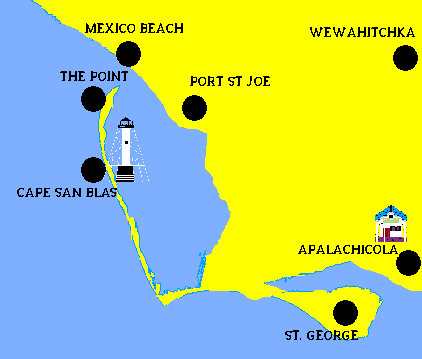 MEXICO BEACH
WEWAHITCHKA
THE POINT
PORT ST JOE
CAPE SAN BLAS
APALACHICOLA
ST. GEORGE